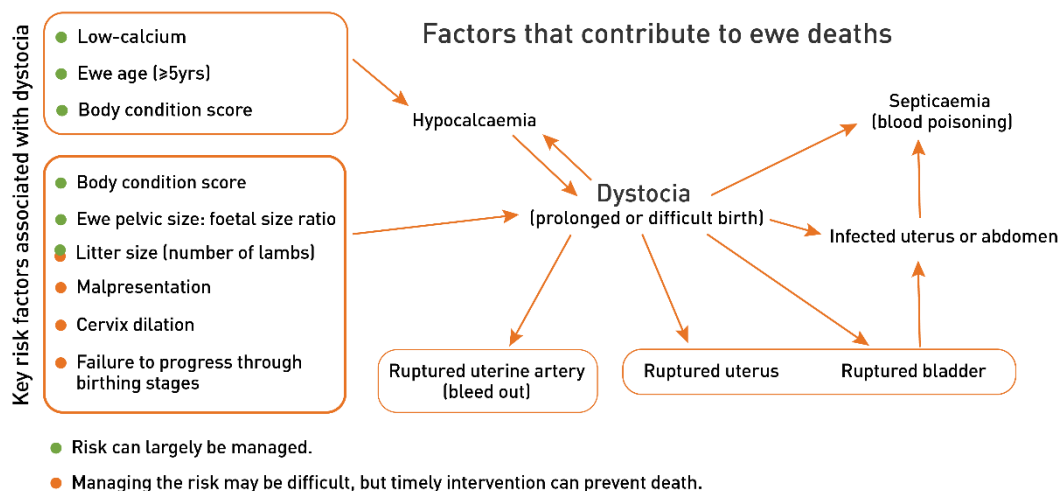 Factors that contribute to ewe deaths
Key risk factors associated with dystocia
Low-calcium
Ewe age (≥5yrs)
Body condition score
Hypocalcaemia
Septicaemia
(blood poisoning)
Body condition score
Ewe pelvic size: foetal size ratio
Litter size (number of lambs)
Malpresentation
Cervix dilation
Failure to progress through
birthing stages
Dystocia
(prolonged or difficult birth)
Infected uterus or abdomen
Ruptured uterine artery
(bleed out)
Ruptured uterus
Ruptured bladder
Risk can largely be managed.
Managing the risk may be difficult, but timely intervention can prevent death.